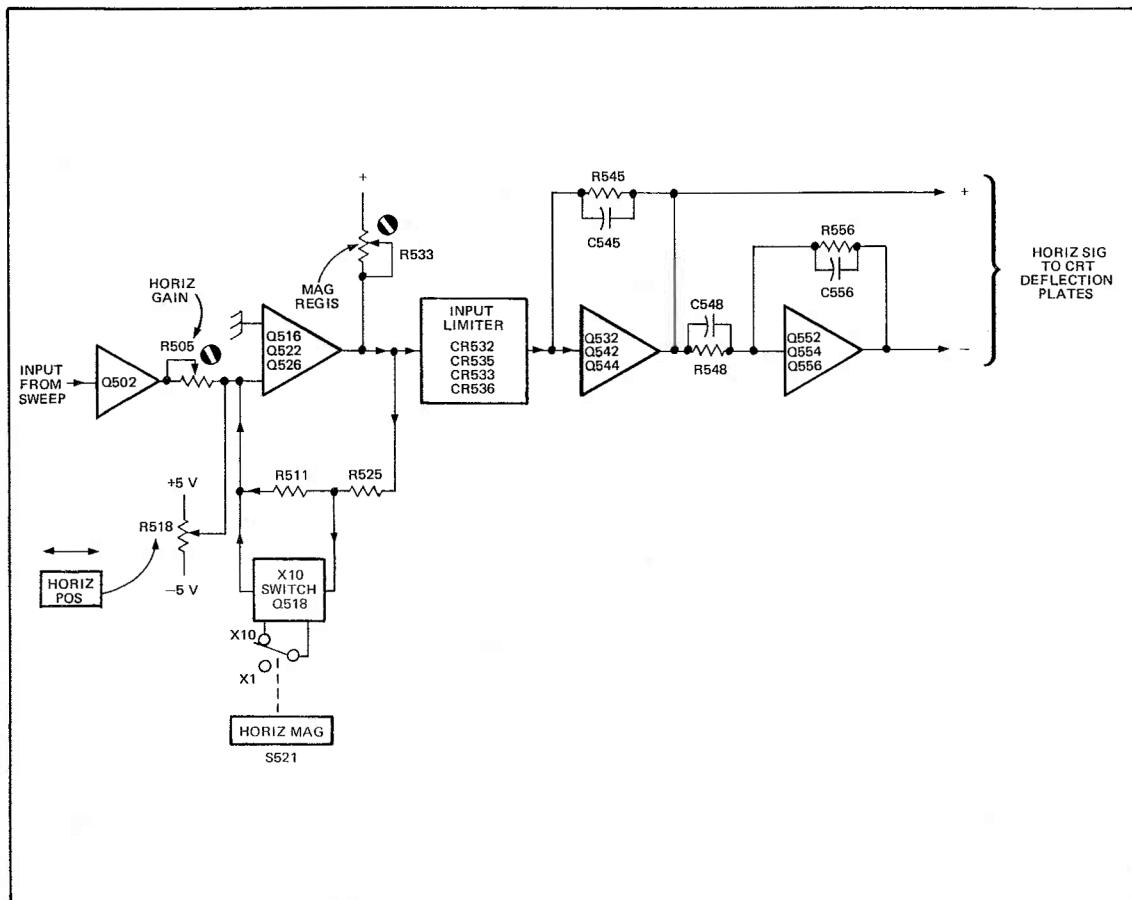 +
R545
C545
+
R533
HORIZ
GAIN
R505
MAG
REGIS
R556
C556
HORIZ SIG
TO CRT
DEFLECTION
PLATES
Q516
Q522
Q526
INPUT
LIMITER
CR532
CR535
CR533
CR536
C548
R548
Q532
Q542
Q544
Q552
Q554
Q556
−
INPUT
FROM
SWEEP
Q502
R511
R525
+5 V
R518
−5 V
HORIZ
POS
X10
SWITCH
Q518
X10
X1
HORIZ MAG
S521